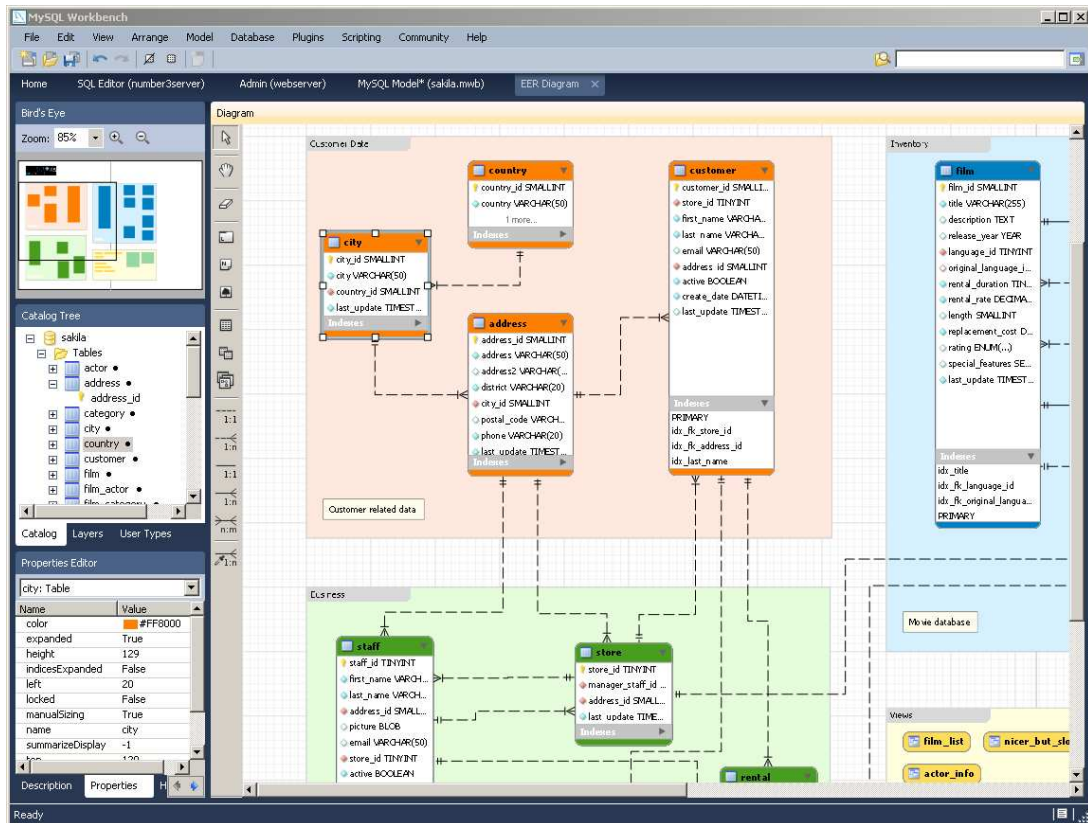 MySQL Workbench
File Edit View Arrange Model Database Plugins Scripting Community Help
Home SQL Editor (number3server) Admin (webserver) MySQL Model* (sakila.mwb) EER Diagram
Bird's Eye
Zoom: 85%
Catalog Tree
sakila
Tables
actor
address
address_id
category
city
country
customer
film
film_actor
film_category
Catalog Layers User Types
Properties Editor
city: Table
Name Value
color #FF8000
expanded True
height 129
indicesExpanded False
left 20
locked False
manualSizing True
name city
summarizeDisplay -1
Description Properties H
Ready
Diagram
1:1
1:n
1:1
1:n
n:m
1:n
Customer Date
country
country_id SMALLINT
country VARCHAR(50)
1 more...
Indexes
city
city_id SMALLINT
city VARCHAR(50)
country_id SMALLINT
last_update TIMEST...
Indexes
address
address_id SMALLINT
address VARCHAR(50)
address2 VARCHAR(...
district VARCHAR(20)
city_id SMALLINT
postal_code VARCH...
phone VARCHAR(20)
last_update TIMEST...
Indexes
customer
customer_id SMALLI...
store_id TINYINT
first_name VARCHA...
last_name VARCHA...
email VARCHAR(50)
address_id SMALLINT
active BOOLEAN
create_date DATETI...
last_update TIMEST...
Indexes
PRIMARY
idx_fk_store_id
idx_fk_address_id
idx_last_name
Customer related data
Inventory
film
film_id SMALLINT
title VARCHAR(255)
description TEXT
release_year YEAR
language_id TINYINT
original_language_i...
rental_duration TIN...
rental_rate DECIMA...
length SMALLINT
replacement_cost D...
rating ENUM(...)
special_features SE...
last_update TIMEST...
Indexes
idx_title
idx_fk_language_id
idx_fk_original_langua...
PRIMARY
Movie database
Business
staff
staff_id TINYINT
first_name VARCH...
last_name VARCH...
address_id SMALL...
picture BLOB
email VARCHAR(50)
store_id TINYINT
active BOOLEAN
store
store_id TINYINT
manager_staff_id ...
address_id SMALL...
last_update TIME...
Indexes
rental
Views
film_list nicer_but_slo
actor_info